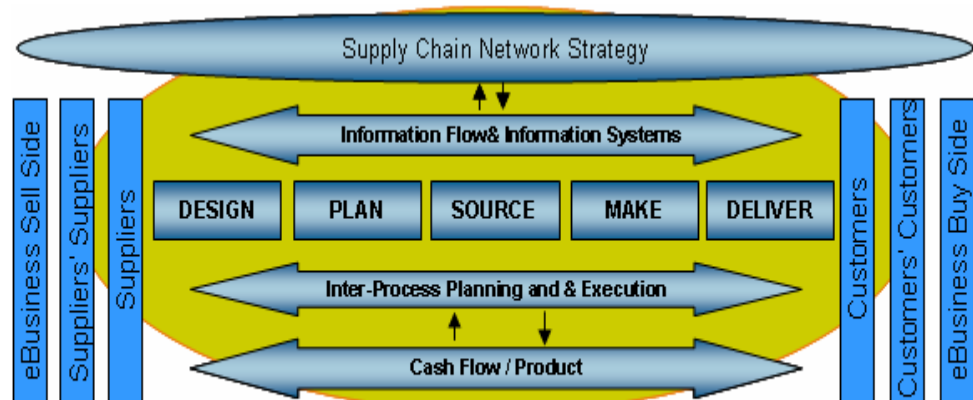 Supply Chain Network Strategy
eBusiness Sell Side
Suppliers' Suppliers
Suppliers
Information Flow& Information Systems
DESIGN
PLAN
SOURCE
MAKE
DELIVER
Inter-Process Planning and & Execution
Cash Flow / Product
Customers
Customers' Customers
eBusiness Buy Side